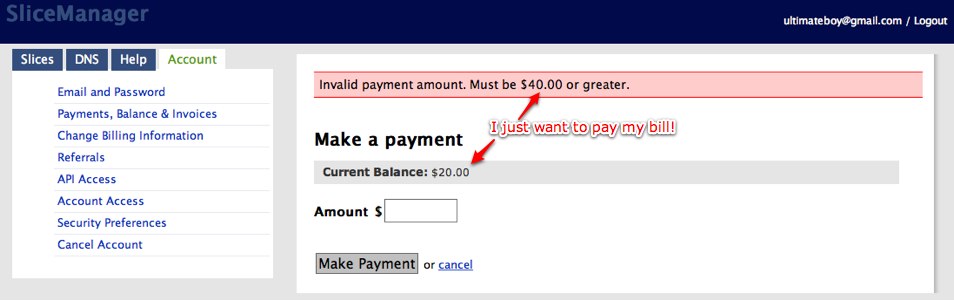 SliceManager
ultimateboy@gmail.com / Logout
Slices DNS Help Account
Email and Password
Payments, Balance & Invoices
Change Billing Information
Referrals
API Access
Account Access
Security Preferences
Cancel Account
Invalid payment amount. Must be $40.00 or greater.
I just want to pay my bill!
Make a payment
Current Balance: $20.00
Amount $
Make Payment or cancel